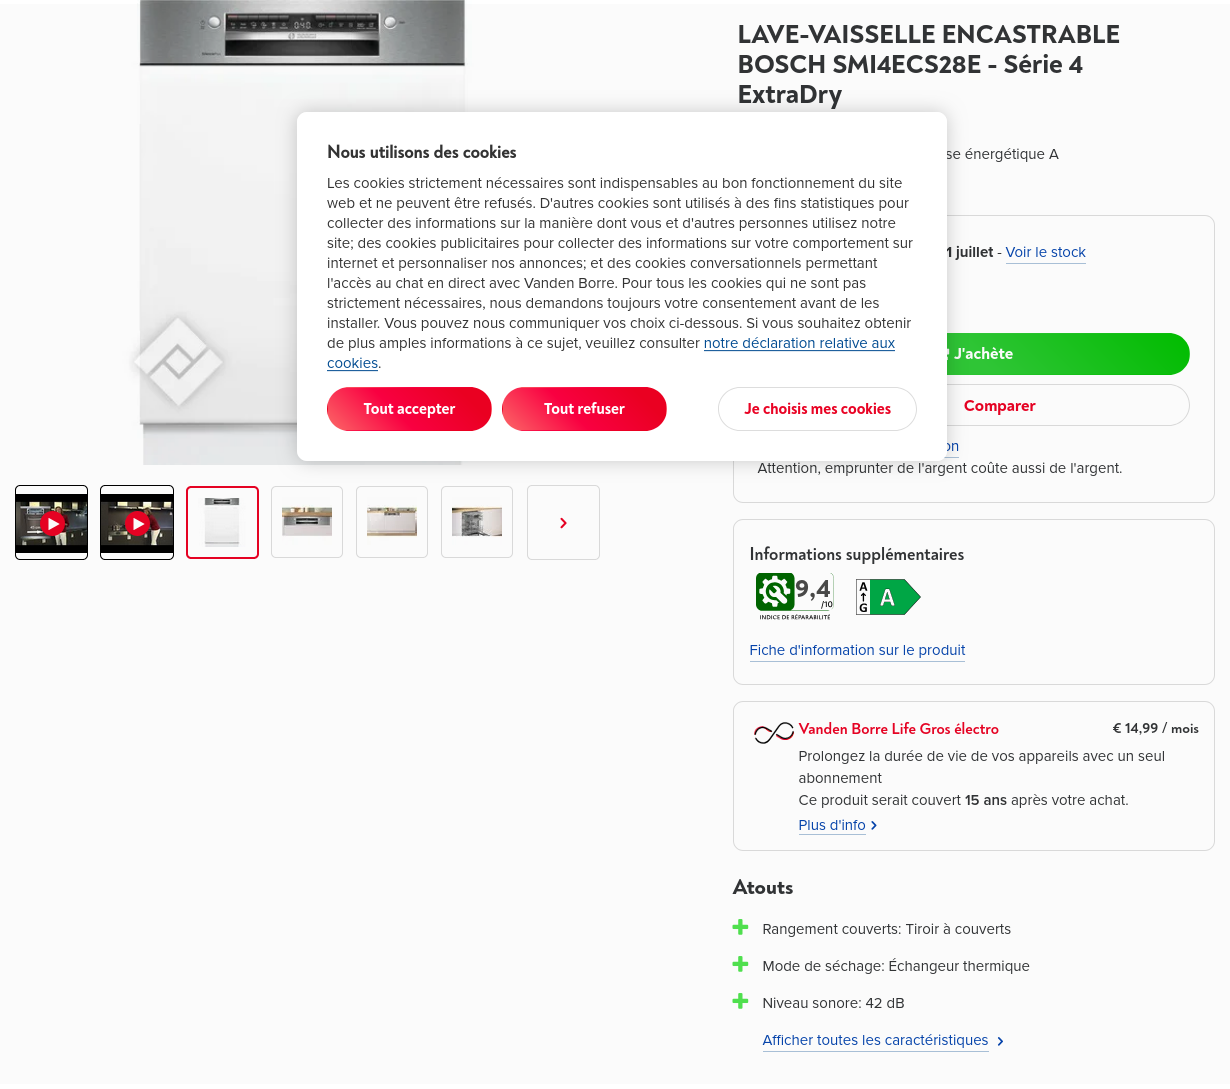 LAVE-VAISSELLE ENCASTRABLE
BOSCH SMI4ECS28E - Série 4
ExtraDry
énergétique A
Nous utilisons des cookies
Les cookies strictement nécessaires sont indispensables au bon fonctionnement du site
web et ne peuvent être refusés. D'autres cookies sont utilisés à des fins statistiques pour
collecter des informations sur la manière dont vous et d'autres personnes utilisez notre
site; des cookies publicitaires pour collecter des informations sur votre comportement sur
internet et personnaliser nos annonces; et des cookies conversationnels permettant
l'accès au chat en direct avec Vanden Borre. Pour tous les cookies qui ne sont pas
strictement nécessaires, nous demandons toujours votre consentement avant de les
installer. Vous pouvez nous communiquer vos choix ci-dessous. Si vous souhaitez obtenir
de plus amples informations à ce sujet, veuillez consulter notre déclaration relative aux
cookies.
Tout accepter
Tout refuser
Je choisis mes cookies
juillet - Voir le stock
J'achète
Comparer
Attention, emprunter de l'argent coûte aussi de l'argent.
Informations supplémentaires
9,4
/10
INDICE DE RÉPARABILITÉ
A
G
A
Fiche d'information sur le produit
Vanden Borre Life Gros électro
€ 14,99 / mois
Prolongez la durée de vie de vos appareils avec un seul
abonnement
Ce produit serait couvert 15 ans après votre achat.
Plus d'info
Atouts
Rangement couverts: Tiroir à couverts
Mode de séchage: Échangeur thermique
Niveau sonore: 42 dB
Afficher toutes les caractéristiques